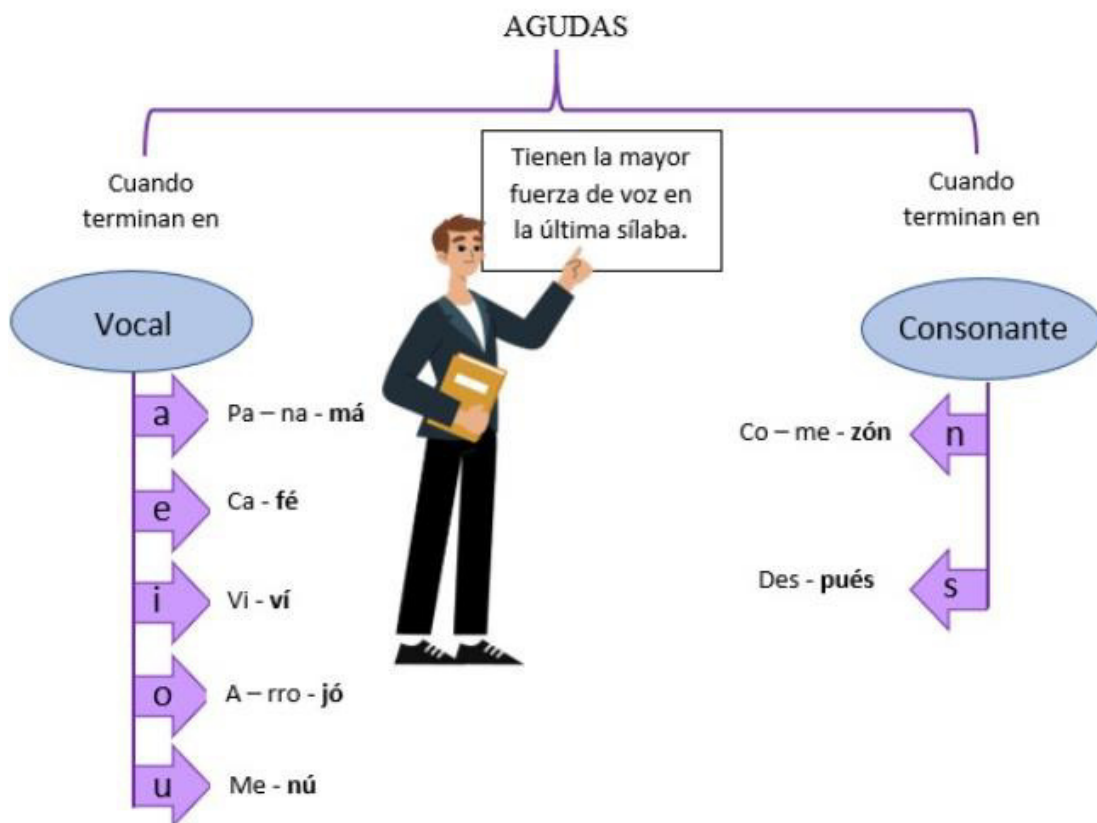 AGUDAS
Tienen la mayor
fuerza de voz en
la última sílaba.
Cuando
terminan en
Vocal
a
Pa – na - má
e
Ca - fé
i
Vi - ví
o
A – rro - jó
u
Me - nú
Cuando
terminan en
Consonante
Co – me - zón
n
Des - pués
s